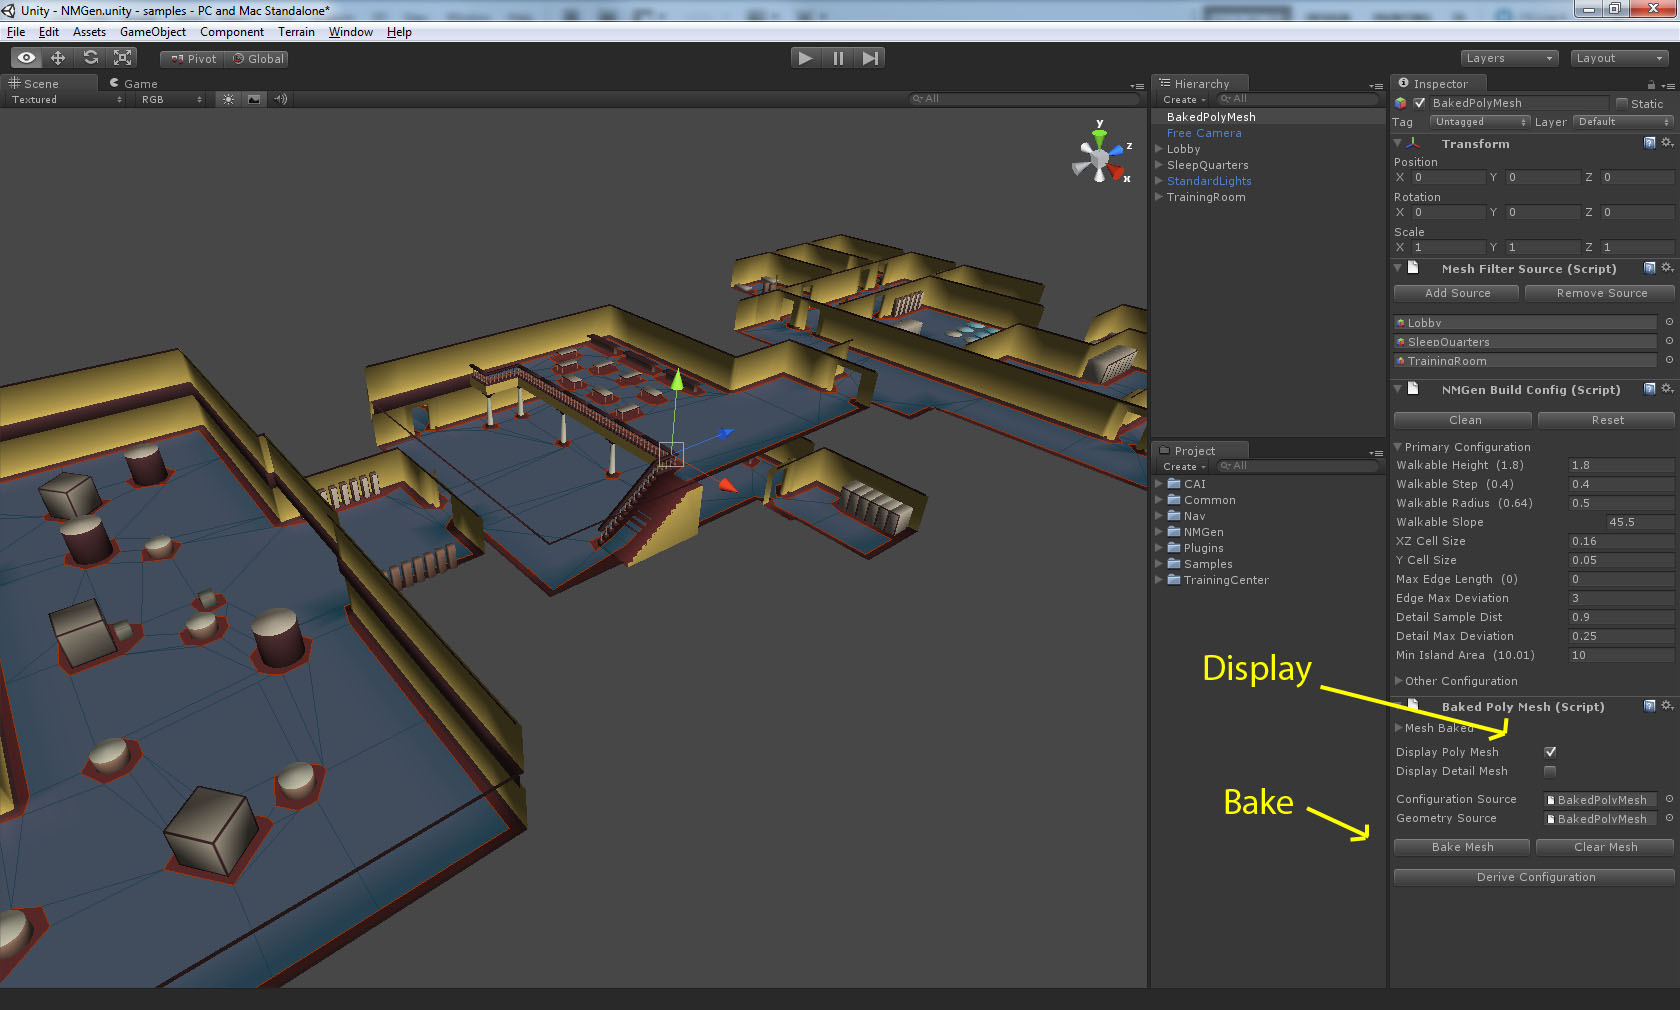 Unity - NMGen.unity - samples - PC and Mac Standalone*
File Edit Assets GameObject Component Terrain Window Help
Pivot Global Layers Layout
Scene Game
Textured RGB All
y
z
x
Hierarchy
Create All
BakedPolyMesh
Free Camera
Lobby
SleepQuarters
StandardLights
TrainingRoom
Project
Create All
CAI
Common
Nav
NMGen
Plugins
Samples
TrainingCenter
Inspector
BakedPolyMesh Static
Tag Untagged Layer Default
Transform
Position
X 0 Y 0 Z 0
Rotation
X 0 Y 0 Z 0
Scale
X 1 Y 1 Z 1
Mesh Filter Source (Script)
Add Source Remove Source
Lobby
SleepQuarters
TrainingRoom
NMGen Build Config (Script)
Clean Reset
Primary Configuration
Walkable Height (1.8) 1.8
Walkable Step (0.4) 0.4
Walkable Radius (0.64) 0.5
Walkable Slope 45.5
XZ Cell Size 0.16
Y Cell Size 0.05
Max Edge Length (0) 0
Edge Max Deviation 3
Detail Sample Dist 0.9
Detail Max Deviation 0.25
Min Island Area (10.01) 10
Other Configuration
Baked Poly Mesh (Script)
Mesh Baked
Display Poly Mesh
Display Detail Mesh
Configuration Source BakedPolyMesh
Geometry Source BakedPolyMesh
Bake Mesh Clear Mesh
Derive Configuration
Display
Bake